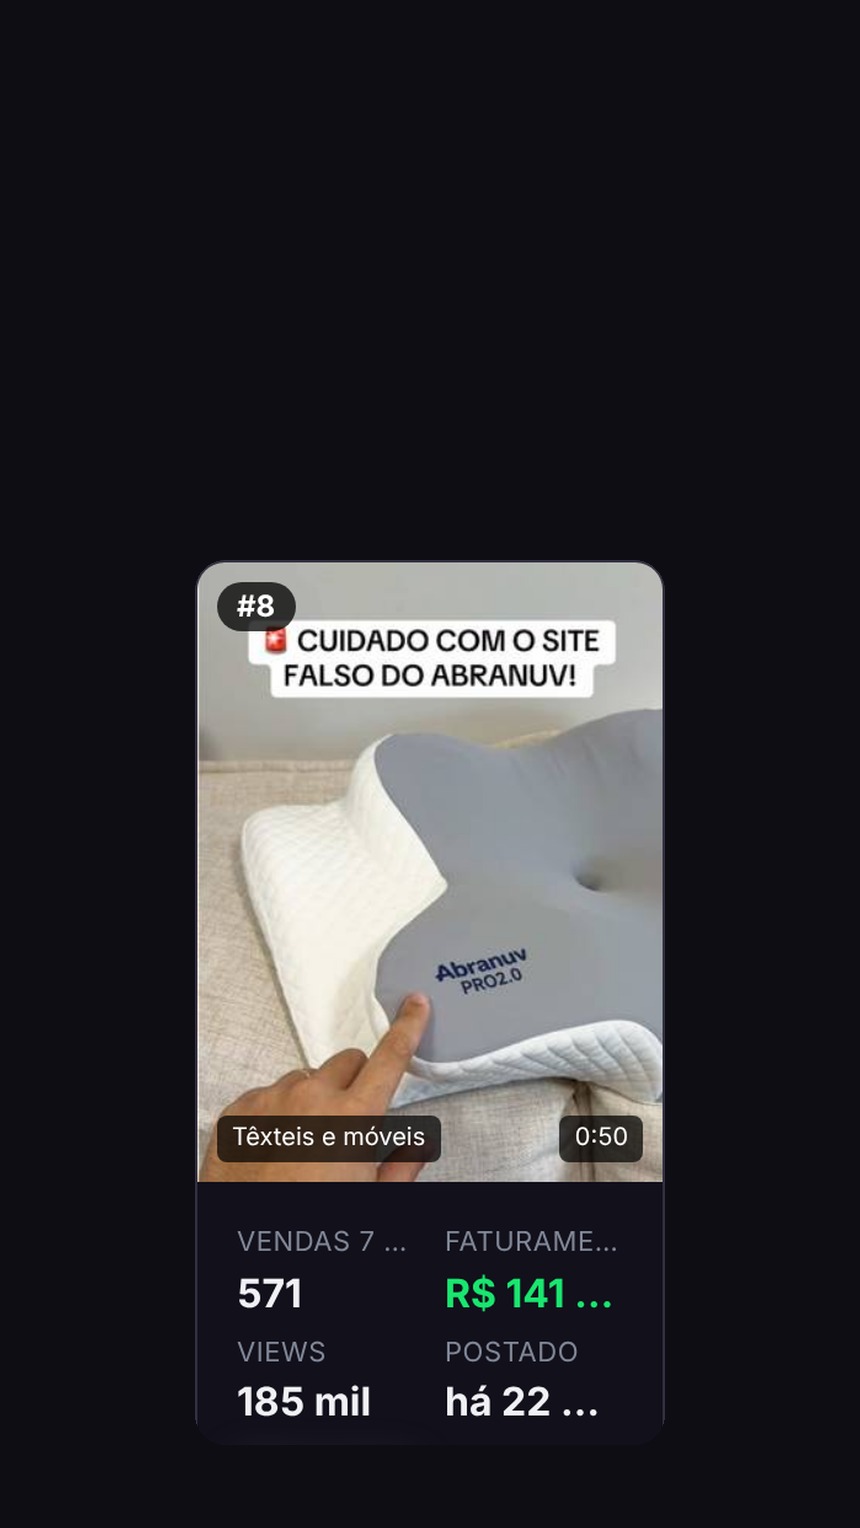 #8
🚨 CUIDADO COM O SITE
FALSO DO ABRANUV!
Abranuv
PRO2.0
Têxteis e móveis
0:50
VENDAS 7 ...
FATURAME...
571
R$ 141 ...
VIEWS
POSTADO
185 mil
há 22 ...